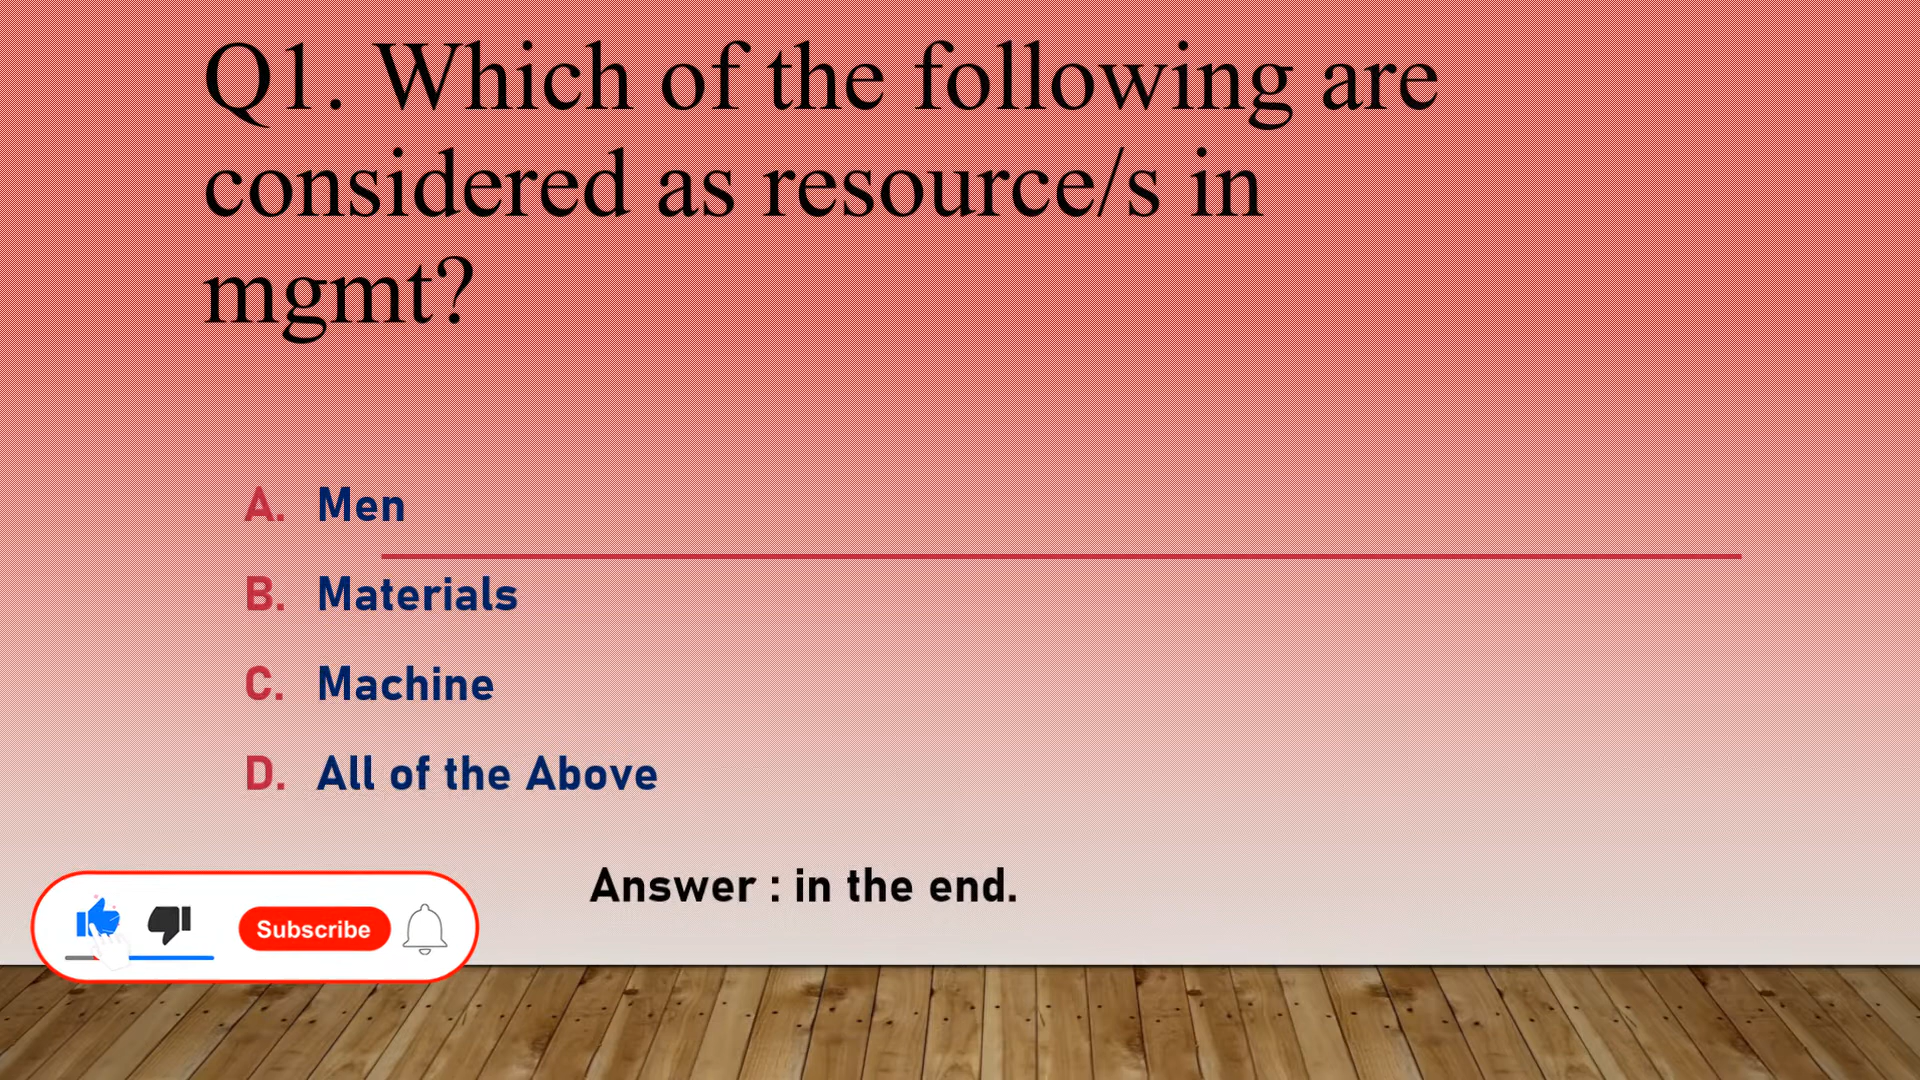 Q1. Which of the following are
considered as resource/s in
mgmt?
A. Men
B. Materials
C. Machine
D. All of the Above
Answer : in the end.
Subscribe